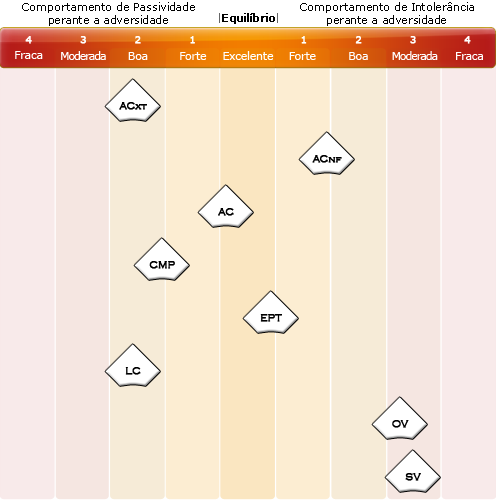 Comportamento de Passividade
perante a adversidade
|Equilíbrio|
Comportamento de Intolerância
perante a adversidade
4 3 2 1 1 2 3 4
Fraca Moderada Boa Forte Excelente Forte Boa Moderada Fraca
ACXT
ACNF
AC
CMP
EPT
LC
OV
SV